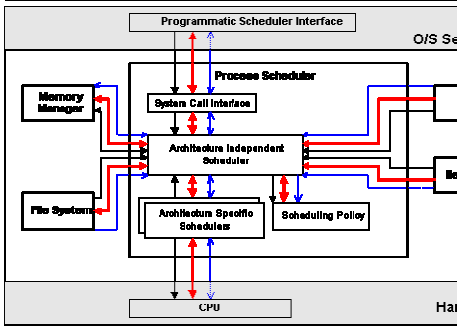 Programmatic Scheduler Interface
O/S Se
Process Scheduler
Memory
Manager
System Call Interface
Architecture Independent
Scheduler
File System
Architecture Specific
Schedulers
Scheduling Policy
CPU
Har